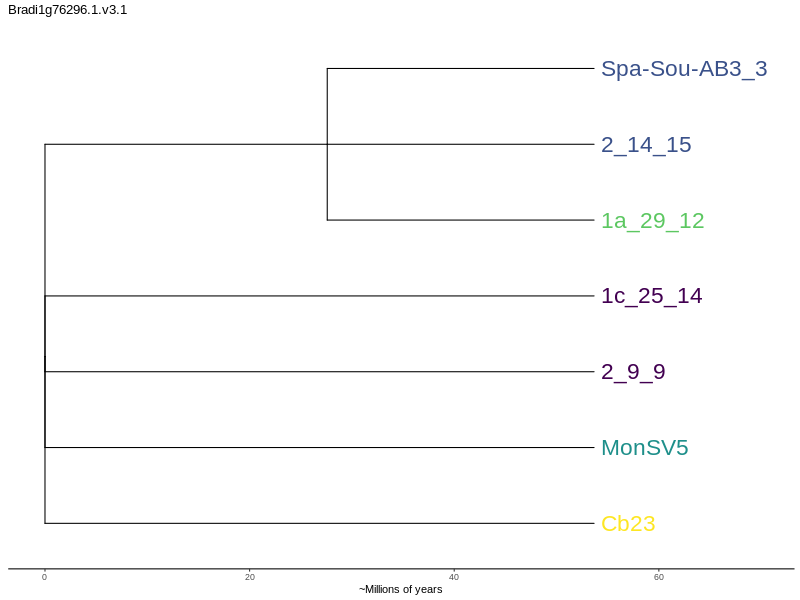 Bradi1g76296.1.v3.1
Spa-Sou-AB3_3
2_14_15
1a_29_12
1c_25_14
2_9_9
MonSV5
Cb23
0 20 40 60
~Millions of years